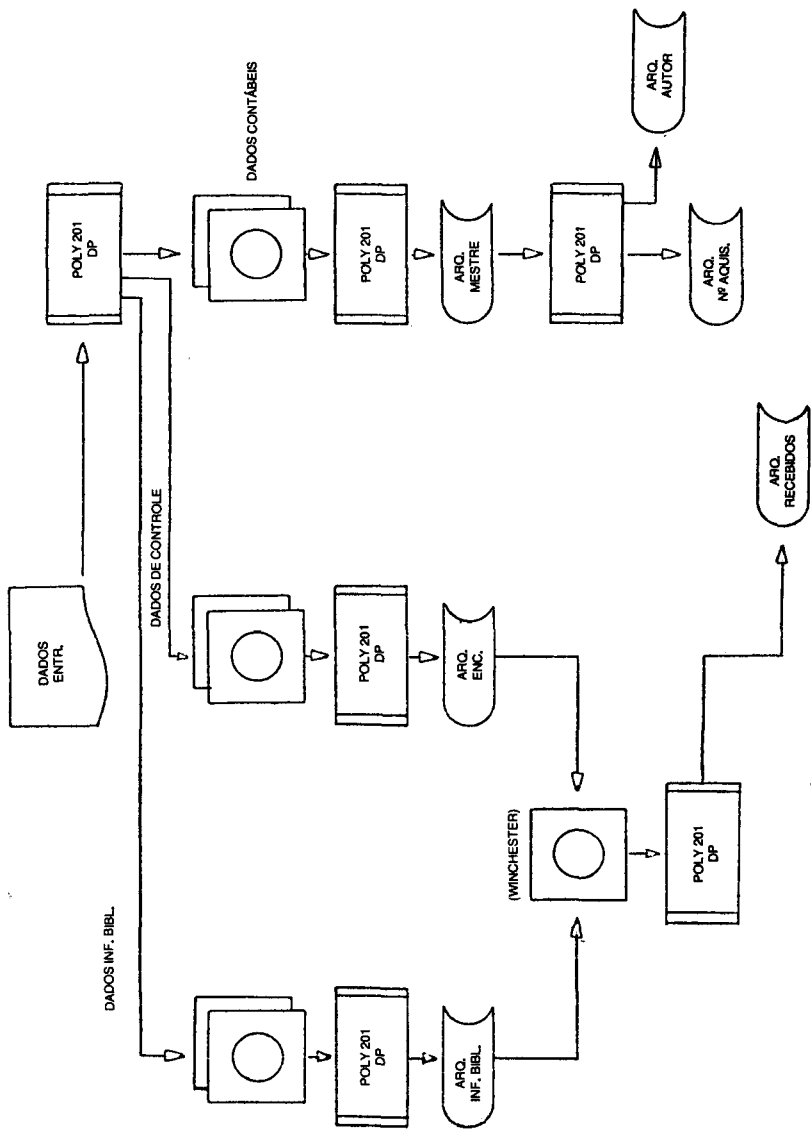 DADOS
ENTR.
POLY 201
DP
DADOS INF. BIBL.
DADOS DE CONTROLE
DADOS CONTÁBEIS
POLY 201
DP
POLY 201
DP
POLY 201
DP
ARQ.
INF. BIBL.
ARQ.
ENC.
ARQ.
MESTRE
(WINCHESTER)
POLY 201
DP
POLY 201
DP
ARQ.
Nº AQUIS.
ARQ.
AUTOR
ARQ.
RECEBIDOS